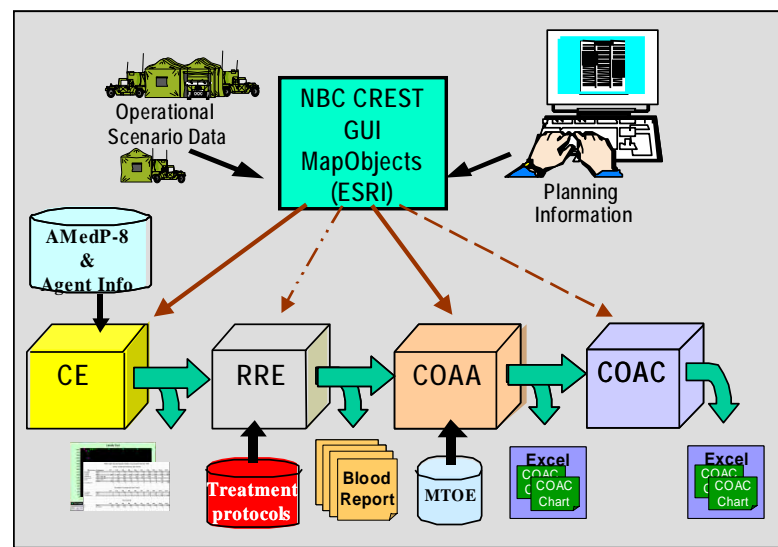 Operational
Scenario Data
NBC CREST
GUI
MapObjects
(ESRI)
Planning
Information
AMedP-8
&
Agent Info
CE
RRE
COAA
COAC
Treatment
protocols
Blood
Report
MTOE
Excel
COAC
COAC
Chart
Excel
COAC
COAC
Chart